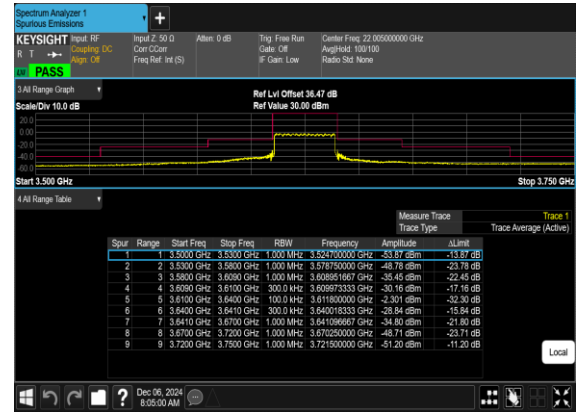 Spectrum Analyzer 1
Spurious Emissions
+
KEYSIGHT Input: RF Input Z: 50 Ω Atten: 0 dB Trig: Free Run Center Freq: 22.005000000 GHz
R T Coupling: DC Corr CCorr Gate: Off Avg|Hold: 100/100
Align: Off Freq Ref: Int (S) IF Gain: Low Radio Std: None
PASS
3 All Range Graph
Ref Lvl Offset 36.47 dB
Scale/Div 10.0 dB Ref Value 30.00 dBm
20.0
0.00
-20.0
-40.0
-60.0
Start 3.500 GHz Stop 3.750 GHz
4 All Range Table
Measure Trace Trace 1
Trace Type Trace Average (Active)
Spur Range Start Freq Stop Freq RBW Frequency Amplitude ΔLimit
1 1 3.5000 GHz 3.5300 GHz 1.000 MHz 3.524700000 GHz -53.87 dBm -13.87 dB
2 2 3.5300 GHz 3.5800 GHz 1.000 MHz 3.578750000 GHz -48.78 dBm -23.78 dB
3 3 3.5800 GHz 3.6090 GHz 1.000 MHz 3.608951667 GHz -35.45 dBm -22.45 dB
4 4 3.6090 GHz 3.6100 GHz 300.0 kHz 3.609973333 GHz -30.16 dBm -17.16 dB
5 5 3.6100 GHz 3.6400 GHz 100.0 kHz 3.611800000 GHz -2.301 dBm -32.30 dB
6 6 3.6400 GHz 3.6410 GHz 300.0 kHz 3.640018333 GHz -28.84 dBm -15.84 dB
7 7 3.6410 GHz 3.6700 GHz 1.000 MHz 3.641096667 GHz -34.80 dBm -21.80 dB
8 8 3.6700 GHz 3.7200 GHz 1.000 MHz 3.670250000 GHz -48.71 dBm -23.71 dB
9 9 3.7200 GHz 3.7500 GHz 1.000 MHz 3.721500000 GHz -51.20 dBm -11.20 dB
Local
? Dec 06, 2024
8:05:00 AM